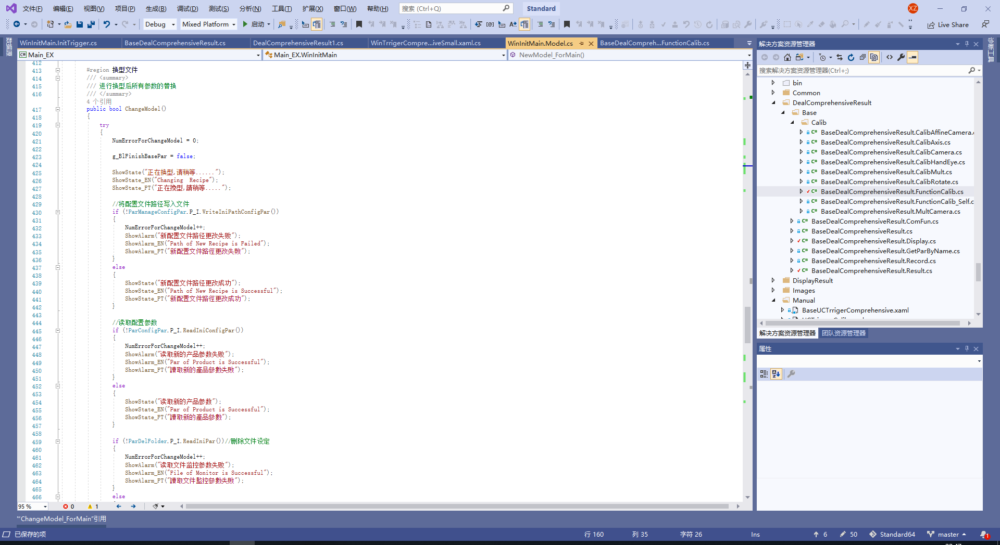 文件(F) 编辑(E) 视图(V) 项目(P) 生成(B) 调试(D) 测试(S) 分析(N) 工具(T) 扩展(X) 窗口(W) 帮助(H) 搜索 (Ctrl+Q) Standard XZ
Debug Mixed Platform 启动 Live Share
数据源
WinInitMain.InitTrigger.cs BaseDealComprehensiveResult.cs DealComprehensiveResult1.cs WinTrrigerCompre...iveSmall.xaml.cs WinInitMain.Model.cs BaseDealCompreh...FunctionCalib.cs
Main_EX Main_EX.WinInitMain NewModel_ForMain()
412
413 #region 换型文件
414 /// <summary>
415 /// 进行换型后所有参数的替换
416 /// </summary>
4 个引用
417 public bool ChangeModel()
418 {
419 try
420 {
421 NumErrorForChangeModel = 0;
422
423 g_BlFinishBasePar = false;
424
425 ShowState("正在换型,请稍等......");
426 ShowState_EN("Changing  Recipe");
427 ShowState_FT("正在換型,請稍等.....");
428
429 //将配置文件路径写入文件
430 if (!ParManageConfigPar.P_I.WriteIniPathConfigPar())
431 {
432 NumErrorForChangeModel++;
433 ShowAlarm("新配置文件路径更改失败");
434 ShowAlarm_EN("Path of New Recipe is Failed");
435 ShowAlarm_FT("新配置文件路徑更改失敗");
436 }
437 else
438 {
439 ShowState("新配置文件路径更改成功");
440 ShowState_EN("Path of New Recipe is Successful");
441 ShowState_FT("新配置文件路徑更改成功");
442 }
443
444 //读取配置参数
445 if (!ParConfigPar.P_I.ReadIniConfigPar())
446 {
447 NumErrorForChangeModel++;
448 ShowAlarm("读取新的产品参数失败");
449 ShowAlarm_EN("Par of Product is Successful");
450 ShowAlarm_FT("讀取新的產品參數失敗");
451 }
452 else
453 {
454 ShowState("读取新的产品参数");
455 ShowState_EN("Par of Product is Successful");
456 ShowState_FT("讀取新的產品參數");
457 }
458
459 if (!ParDelFolder.P_I.ReadIniPar())//删除文件设定
460 {
461 NumErrorForChangeModel++;
462 ShowAlarm("读取文件监控参数失败");
463 ShowAlarm_EN("File of Monitor is Successful");
464 ShowAlarm_FT("讀取文件監控參數失敗");
465 }
466 else
95 % 0 1
"ChangeModel_ForMain"引用
解决方案资源管理器
搜索解决方案资源管理器(Ctrl+;)
bin
Common
DealComprehensiveResult
Base
Calib
BaseDealComprehensiveResult.CalibAffineCamera.
BaseDealComprehensiveResult.CalibAxis.cs
BaseDealComprehensiveResult.CalibCamera.cs
BaseDealComprehensiveResult.CalibHandEye.cs
BaseDealComprehensiveResult.CalibMult.cs
BaseDealComprehensiveResult.CalibRotate.cs
BaseDealComprehensiveResult.FunctionCalib.cs
BaseDealComprehensiveResult.FunctionCalib_Self.c
BaseDealComprehensiveResult.MultCamera.cs
BaseDealComprehensiveResult.ComFun.cs
BaseDealComprehensiveResult.cs
BaseDealComprehensiveResult.Display.cs
BaseDealComprehensiveResult.GetParByName.cs
BaseDealComprehensiveResult.Record.cs
BaseDealComprehensiveResult.Result.cs
DisplayResult
Images
Manual
BaseUCTrrigerComprehensive.xaml
解决方案资源管理器 团队资源管理器
属性
诊断工具
已保存的项 行 160 列 35 字符 26 Ins 6 50 Standard64 master 1